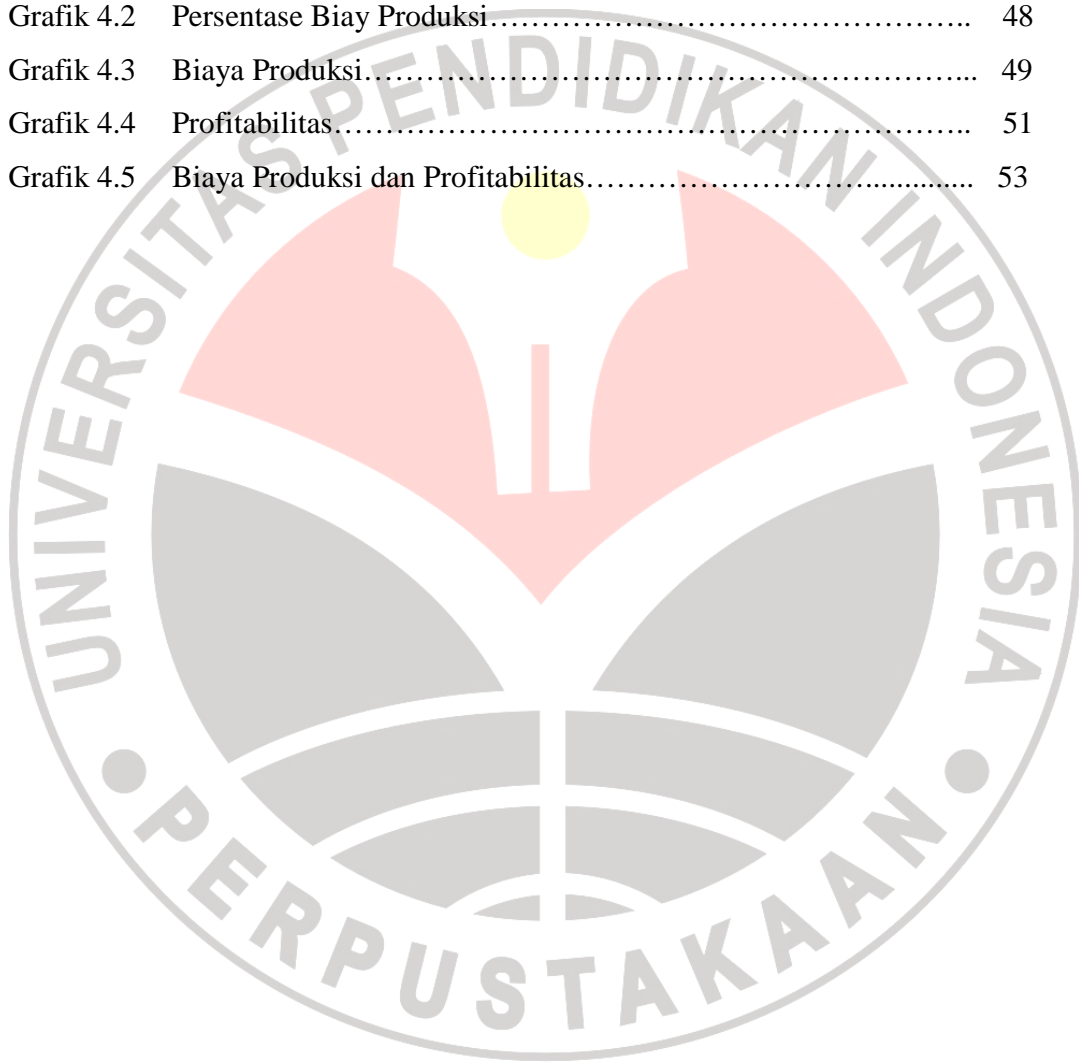 Grafik 4.2 Persentase Biay Produksi……………………………………………….. 48
Grafik 4.3 Biaya Produksi…………………………………………………………... 49
Grafik 4.4 Profitabilitas…………………………………………………………….. 51
Grafik 4.5 Biaya Produksi dan Profitabilitas………………………….............. 53
UNIVERSITAS PENDIDIKAN INDONESIA
PERPUSTAKAAN